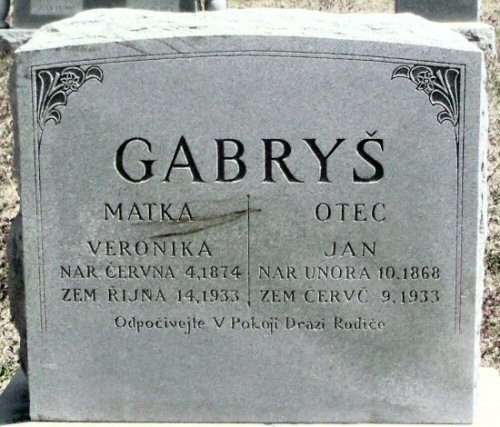 GABRYŠ
MATKA OTEC
VERONIKA JAN
NAR ČERVNA 4, 1874 NAR UNORA 10, 1868
ZEM ŘIJNA 14, 1933 ZEM ČERVČ 9, 1933
Odpočivejte V Pokoji Drazi Rodiče